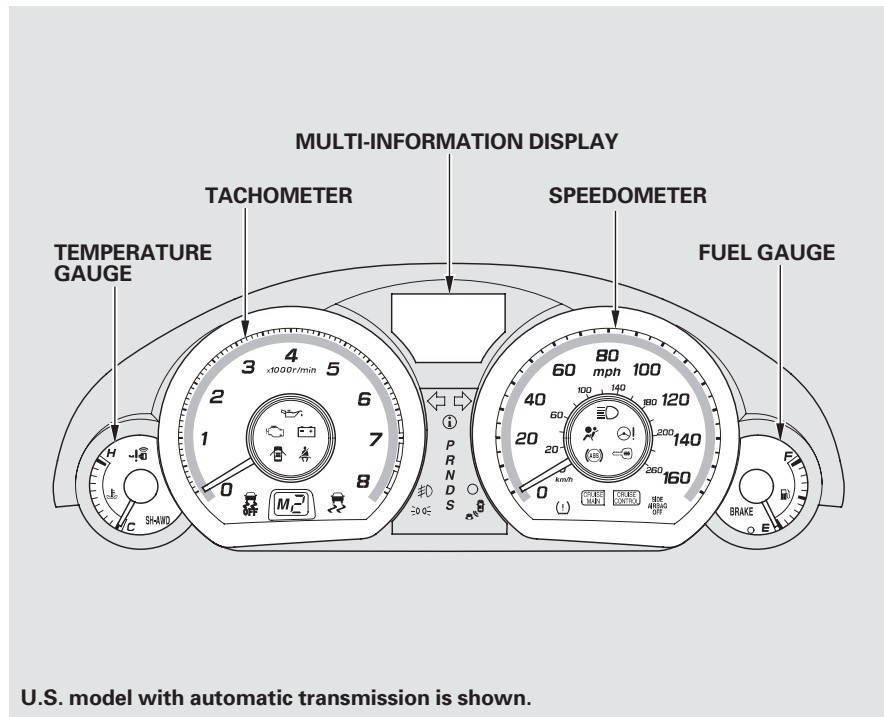 MULTI-INFORMATION DISPLAY
TACHOMETER
SPEEDOMETER
TEMPERATURE
GAUGE
FUEL GAUGE
H
C
SH-AWD
0
1
2
3
4
5
6
7
8
x1000r/min
OFF
M2
P
R
N
D
S
0
20
40
60
80
100
120
140
160
mph
20
60
100
140
180
200
260
km/h
ABS
CRUISE
MAIN
CRUISE
CONTROL
SIDE
AIRBAG
OFF
F
BRAKE
E
U.S. model with automatic transmission is shown.